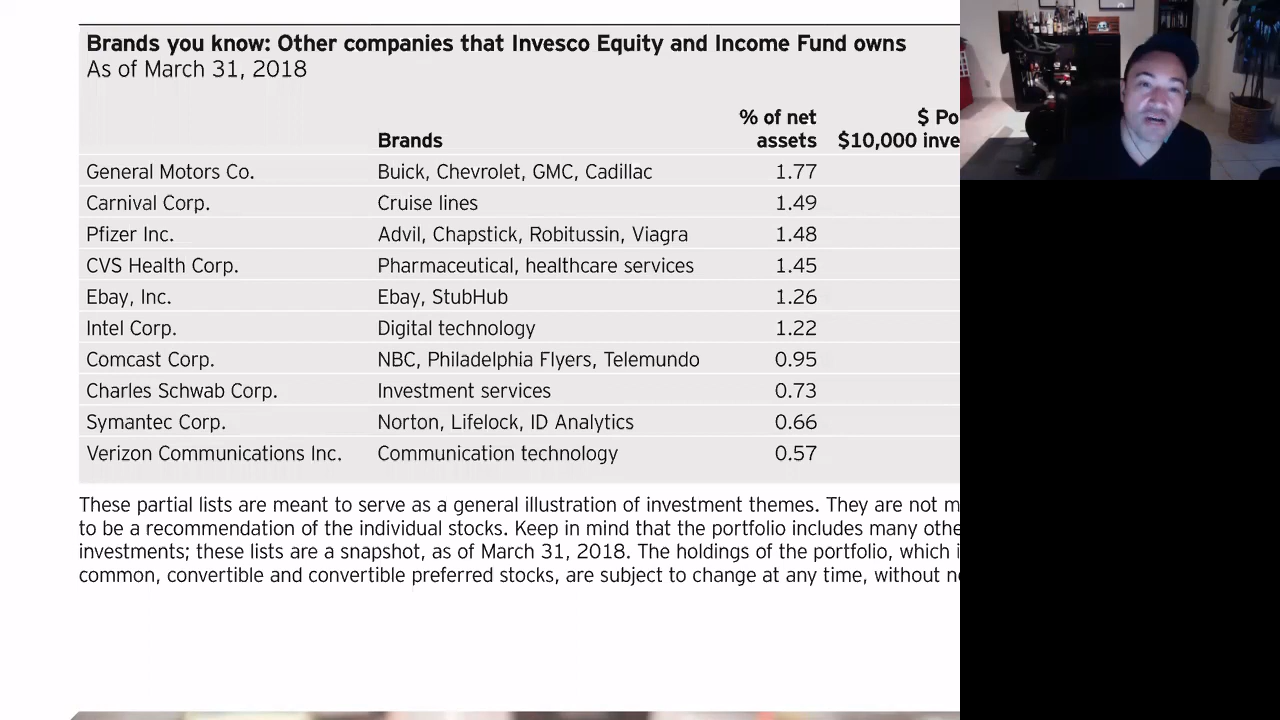 Brands you know: Other companies that Invesco Equity and Income Fund owns
As of March 31, 2018
Brands % of net assets $ $10,000
General Motors Co. Buick, Chevrolet, GMC, Cadillac 1.77
Carnival Corp. Cruise lines 1.49
Pfizer Inc. Advil, Chapstick, Robitussin, Viagra 1.48
CVS Health Corp. Pharmaceutical, healthcare services 1.45
Ebay, Inc. Ebay, StubHub 1.26
Intel Corp. Digital technology 1.22
Comcast Corp. NBC, Philadelphia Flyers, Telemundo 0.95
Charles Schwab Corp. Investment services 0.73
Symantec Corp. Norton, Lifelock, ID Analytics 0.66
Verizon Communications Inc. Communication technology 0.57
These partial lists are meant to serve as a general illustration of investment themes. They are not
to be a recommendation of the individual stocks. Keep in mind that the portfolio includes many
investments; these lists are a snapshot, as of March 31, 2018. The holdings of the portfolio, which
common, convertible and convertible preferred stocks, are subject to change at any time, without